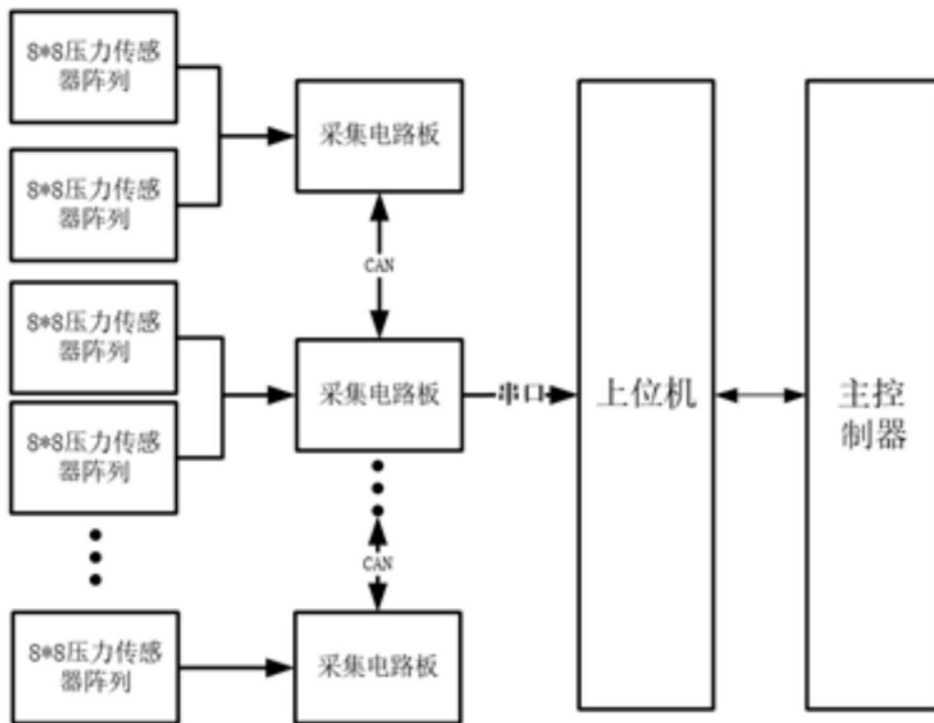 8*8压力传感
器阵列
采集电路板
8*8压力传感
器阵列
CAN
8*8压力传感
器阵列
采集电路板
串口
上位机
主控
制器
8*8压力传感
器阵列
CAN
8*8压力传感
器阵列
采集电路板